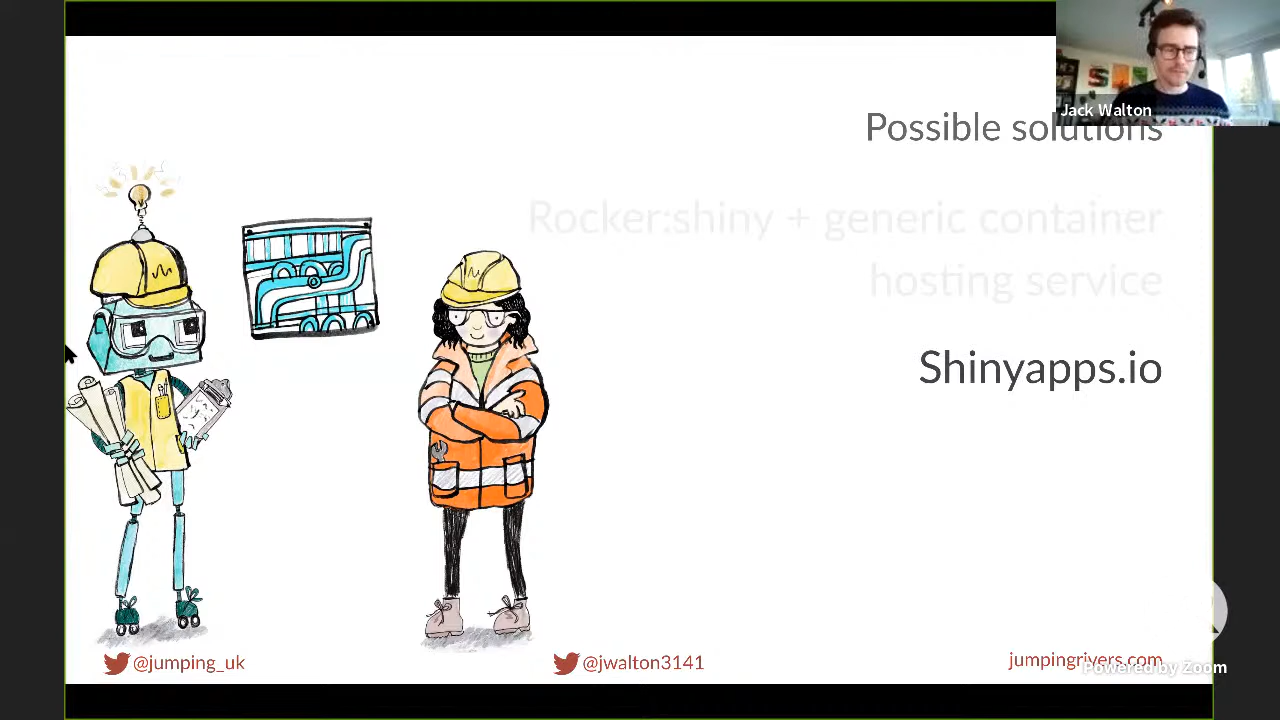 Jack Walton
Possible solutions
Rocker:shiny + generic container
hosting service
Shinyapps.io
@jumping_uk
@jwalton3141
jumpingrivers.com
Powered by Zoom